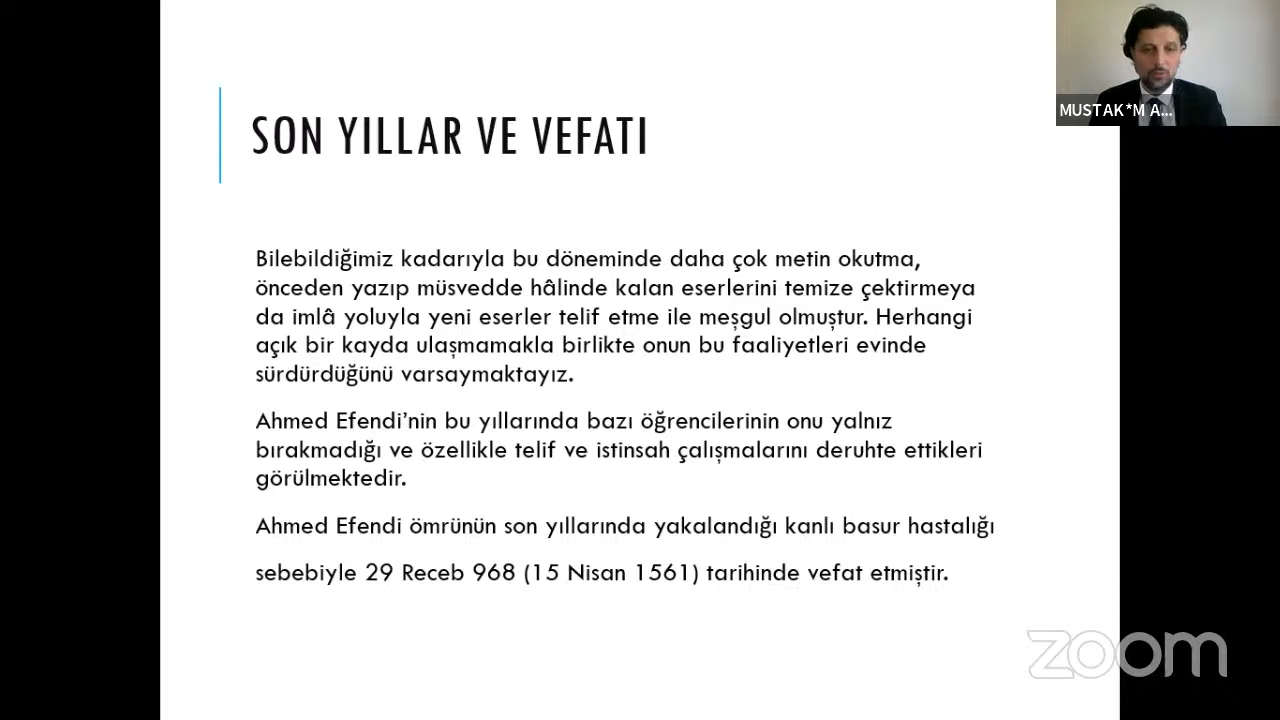 MUSTAK*M A...
SON YILLAR VE VEFATI
Bilebildiğimiz kadarıyla bu döneminde daha çok metin okutma,
önceden yazıp müsvedde hâlinde kalan eserlerini temize çektirmeya
da imlâ yoluyla yeni eserler telif etme ile meşgul olmuştur. Herhangi
açık bir kayda ulaşmamakla birlikte onun bu faaliyetleri evinde
sürdürdüğünü varsaymaktayız.
Ahmed Efendi’nin bu yıllarında bazı öğrencilerinin onu yalnız
bırakmadığı ve özellikle telif ve istinsah çalışmalarını deruhte ettikleri
görülmektedir.
Ahmed Efendi ömrünün son yıllarında yakalandığı kanlı basur hastalığı
sebebiyle 29 Receb 968 (15 Nisan 1561) tarihinde vefat etmiştir.
zoom